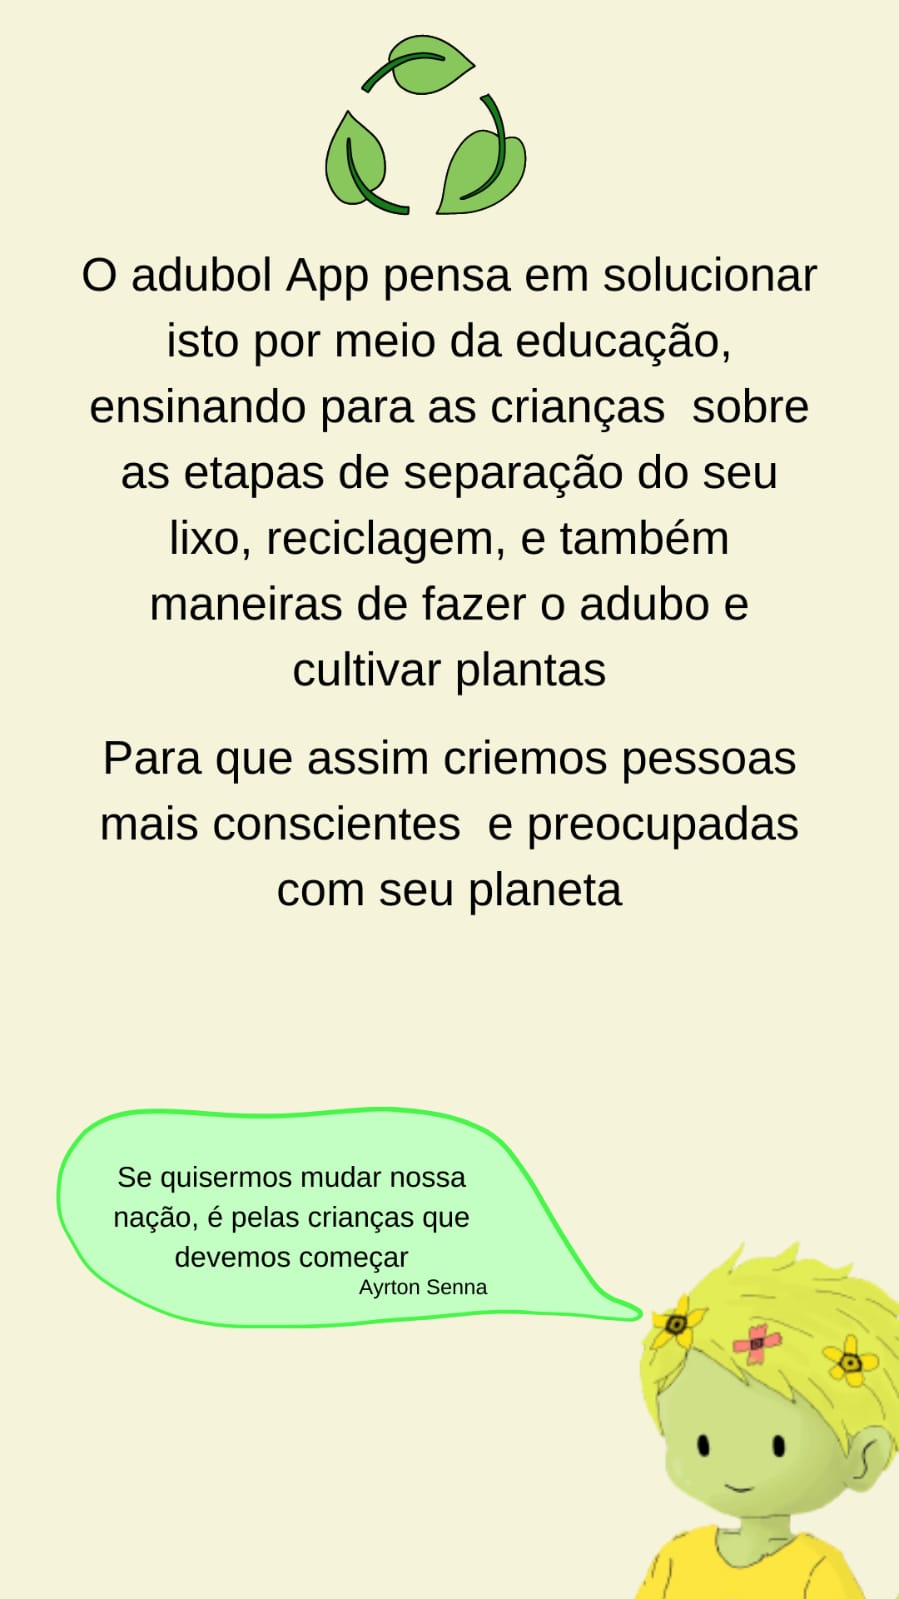 O adubol App pensa em solucionar
isto por meio da educação,
ensinando para as crianças  sobre
as etapas de separação do seu
lixo, reciclagem, e também
maneiras de fazer o adubo e
cultivar plantas
Para que assim criemos pessoas
mais conscientes  e preocupadas
com seu planeta
Se quisermos mudar nossa
nação, é pelas crianças que
devemos começar
Ayrton Senna